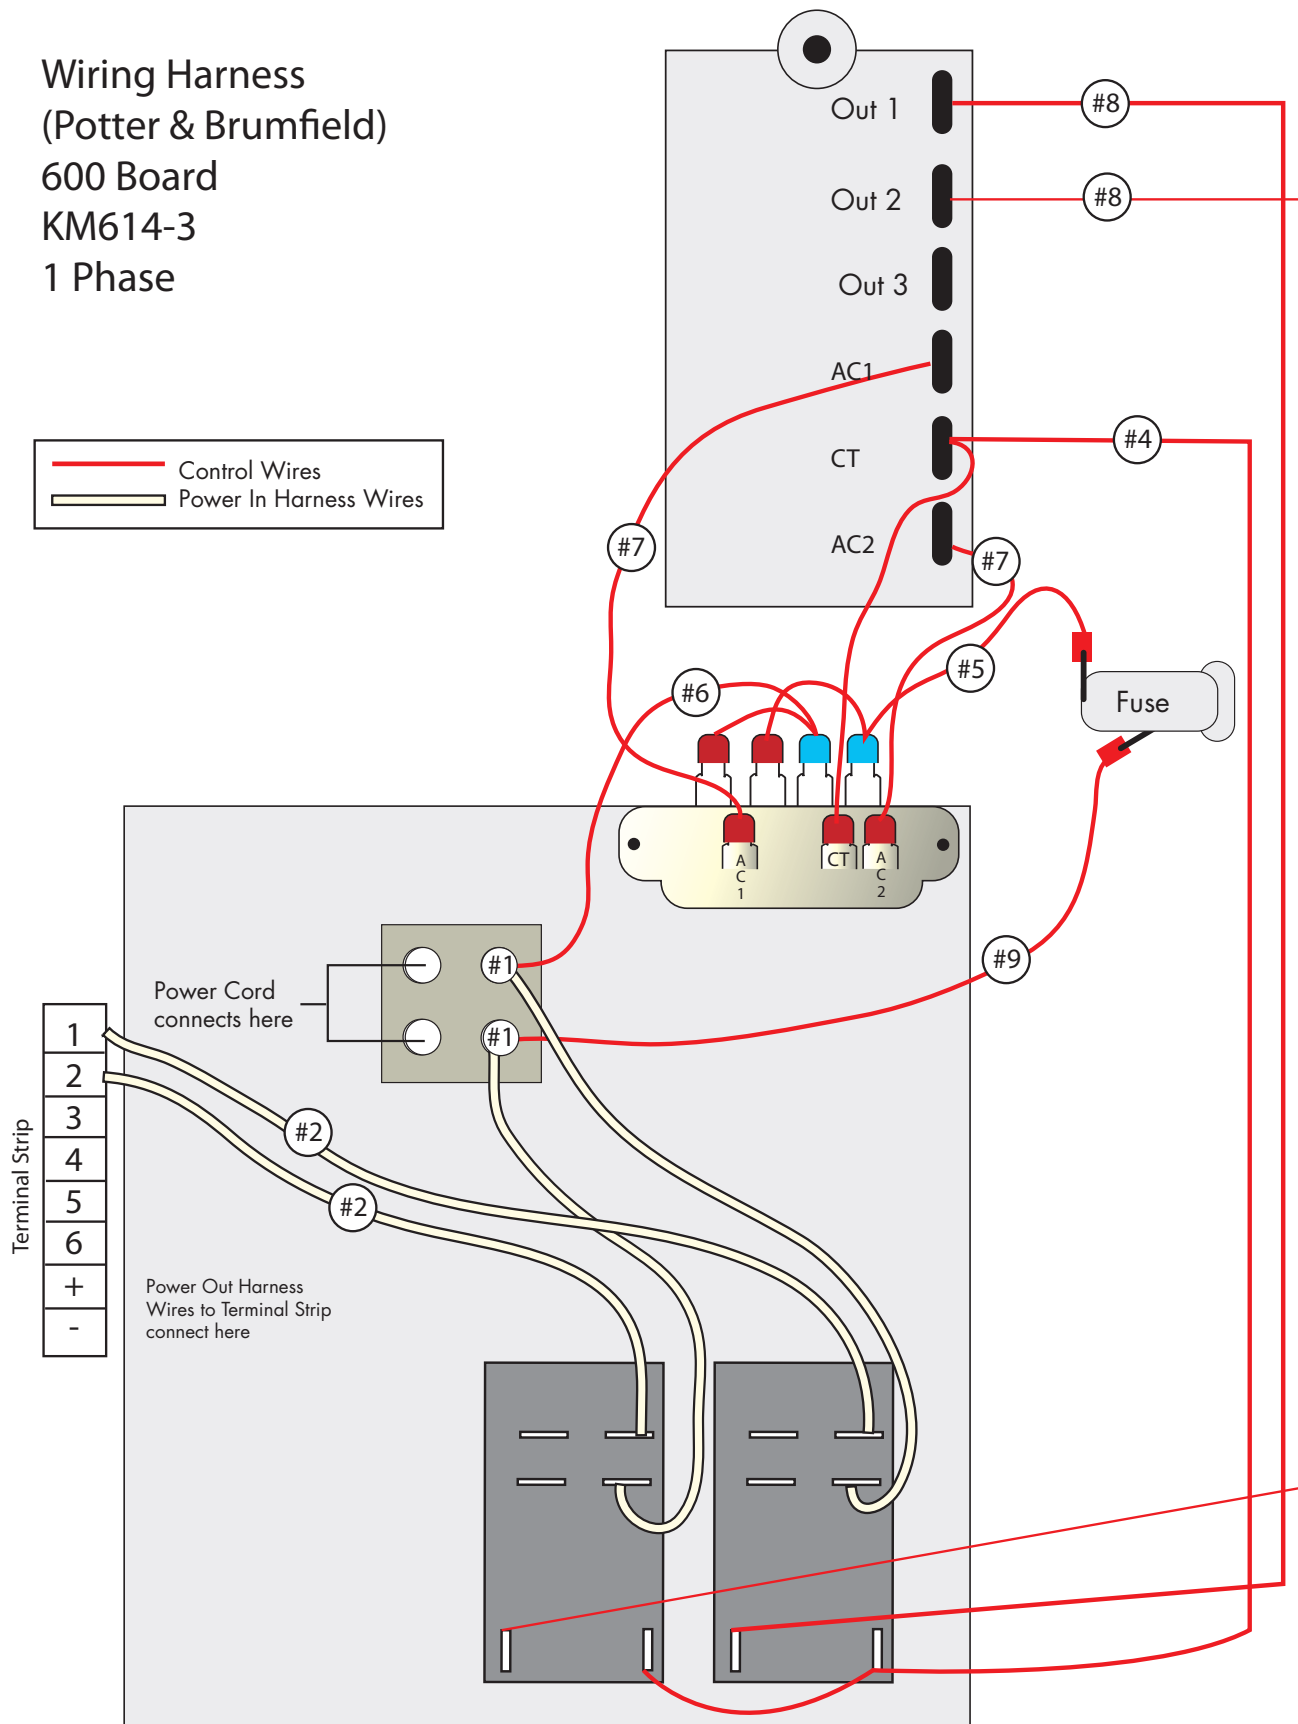 Wiring Harness
(Potter & Brumfield)
600 Board
KM614-3
1 Phase
Control Wires
Power In Harness Wires
Out 1
Out 2
Out 3
AC1
CT
AC2
#8
#8
#4
#7
#7
#5
#6
Fuse
AC1
CT
AC2
#9
#1
#1
Power Cord
connects here
Terminal Strip
1
2
3
4
5
6
+
-
#2
#2
Power Out Harness
Wires to Terminal Strip
connect here